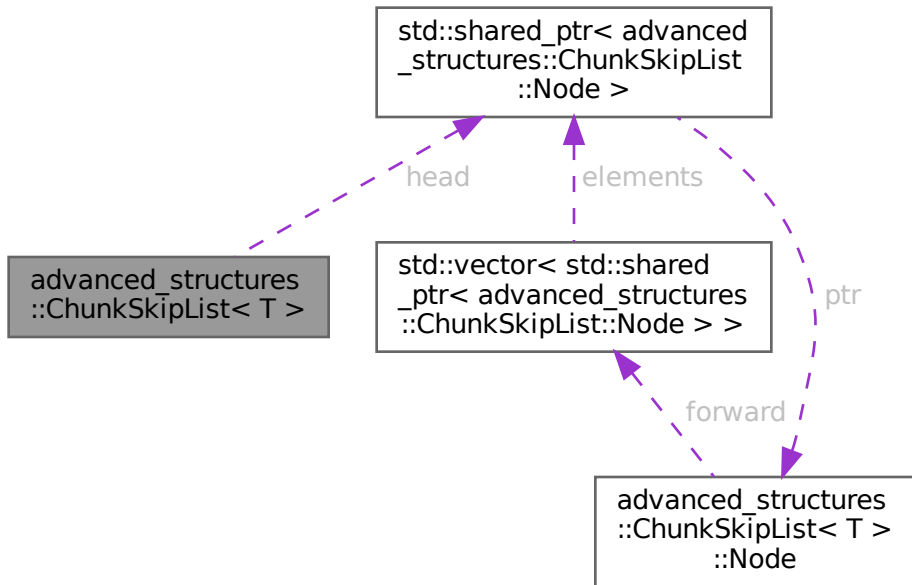 std::shared_ptr< advanced
_structures::ChunkSkipList
::Node >
head
elements
advanced_structures
::ChunkSkipList< T >
std::vector< std::shared
_ptr< advanced_structures
::ChunkSkipList::Node > >
ptr
forward
advanced_structures
::ChunkSkipList< T >
::Node